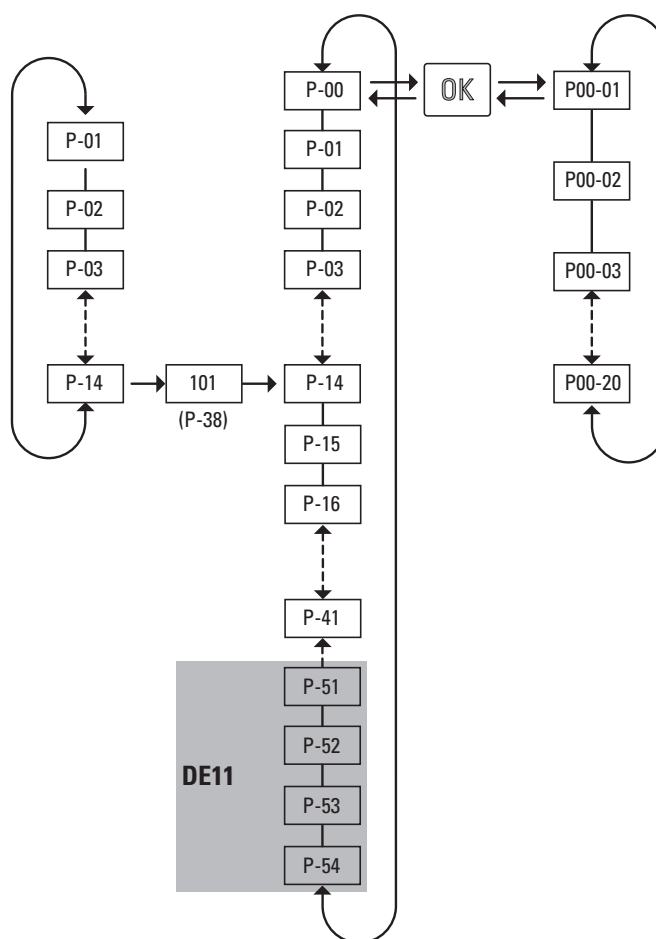 P-01
P-02
P-03
P-14
101
(P-38)
P-00
P-01
P-02
P-03
P-14
P-15
P-16
P-41
DE11
P-51
P-52
P-53
P-54
OK
P00-01
P00-02
P00-03
P00-20